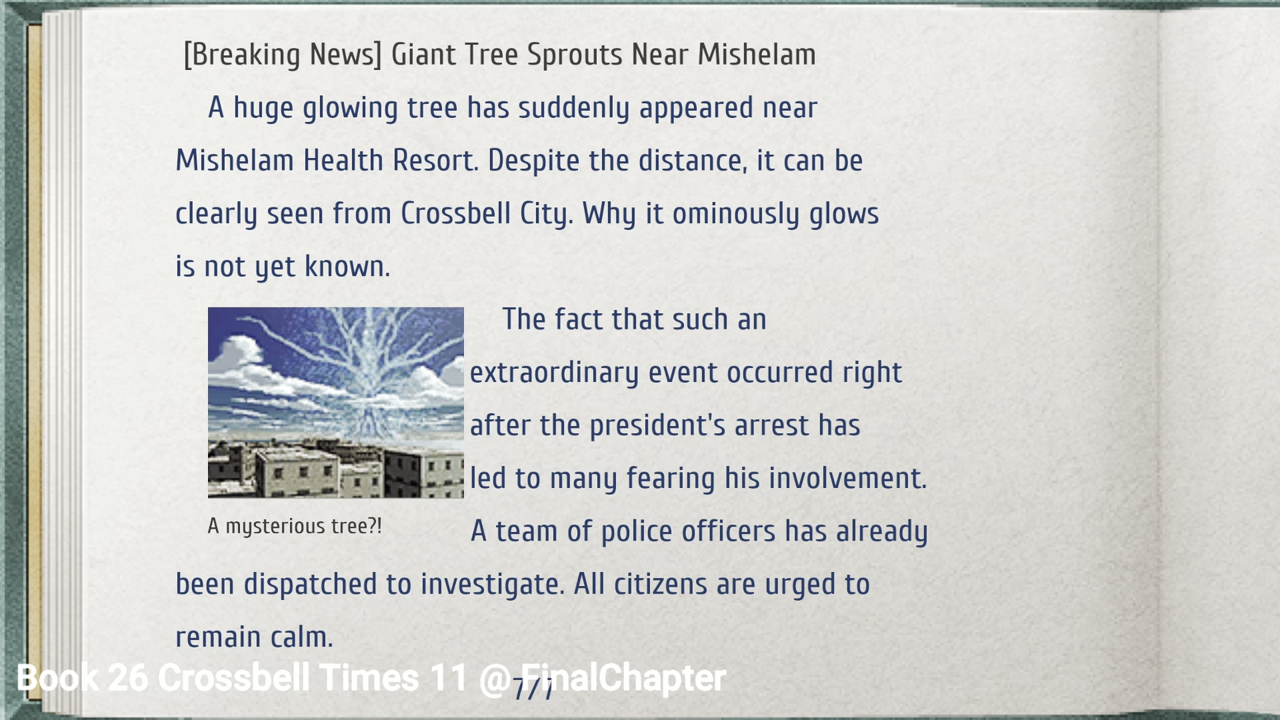 [Breaking News] Giant Tree Sprouts Near Mishelam
A huge glowing tree has suddenly appeared near
Mishelam Health Resort. Despite the distance, it can be
clearly seen from Crossbell City. Why it ominously glows
is not yet known.
The fact that such an
extraordinary event occurred right
after the president's arrest has
led to many fearing his involvement.
A team of police officers has already
A mysterious tree?!
been dispatched to investigate. All citizens are urged to
remain calm.
Book 26 Crossbell Times 11 @ FinalChapter
7/7